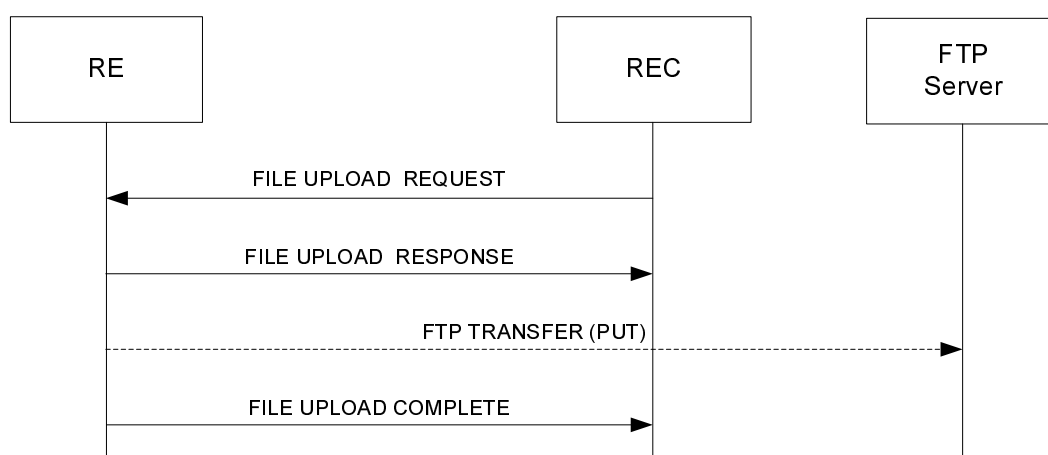 RE
REC
FTP
Server
FILE UPLOAD  REQUEST
FILE UPLOAD  RESPONSE
FTP TRANSFER (PUT)
FILE UPLOAD COMPLETE